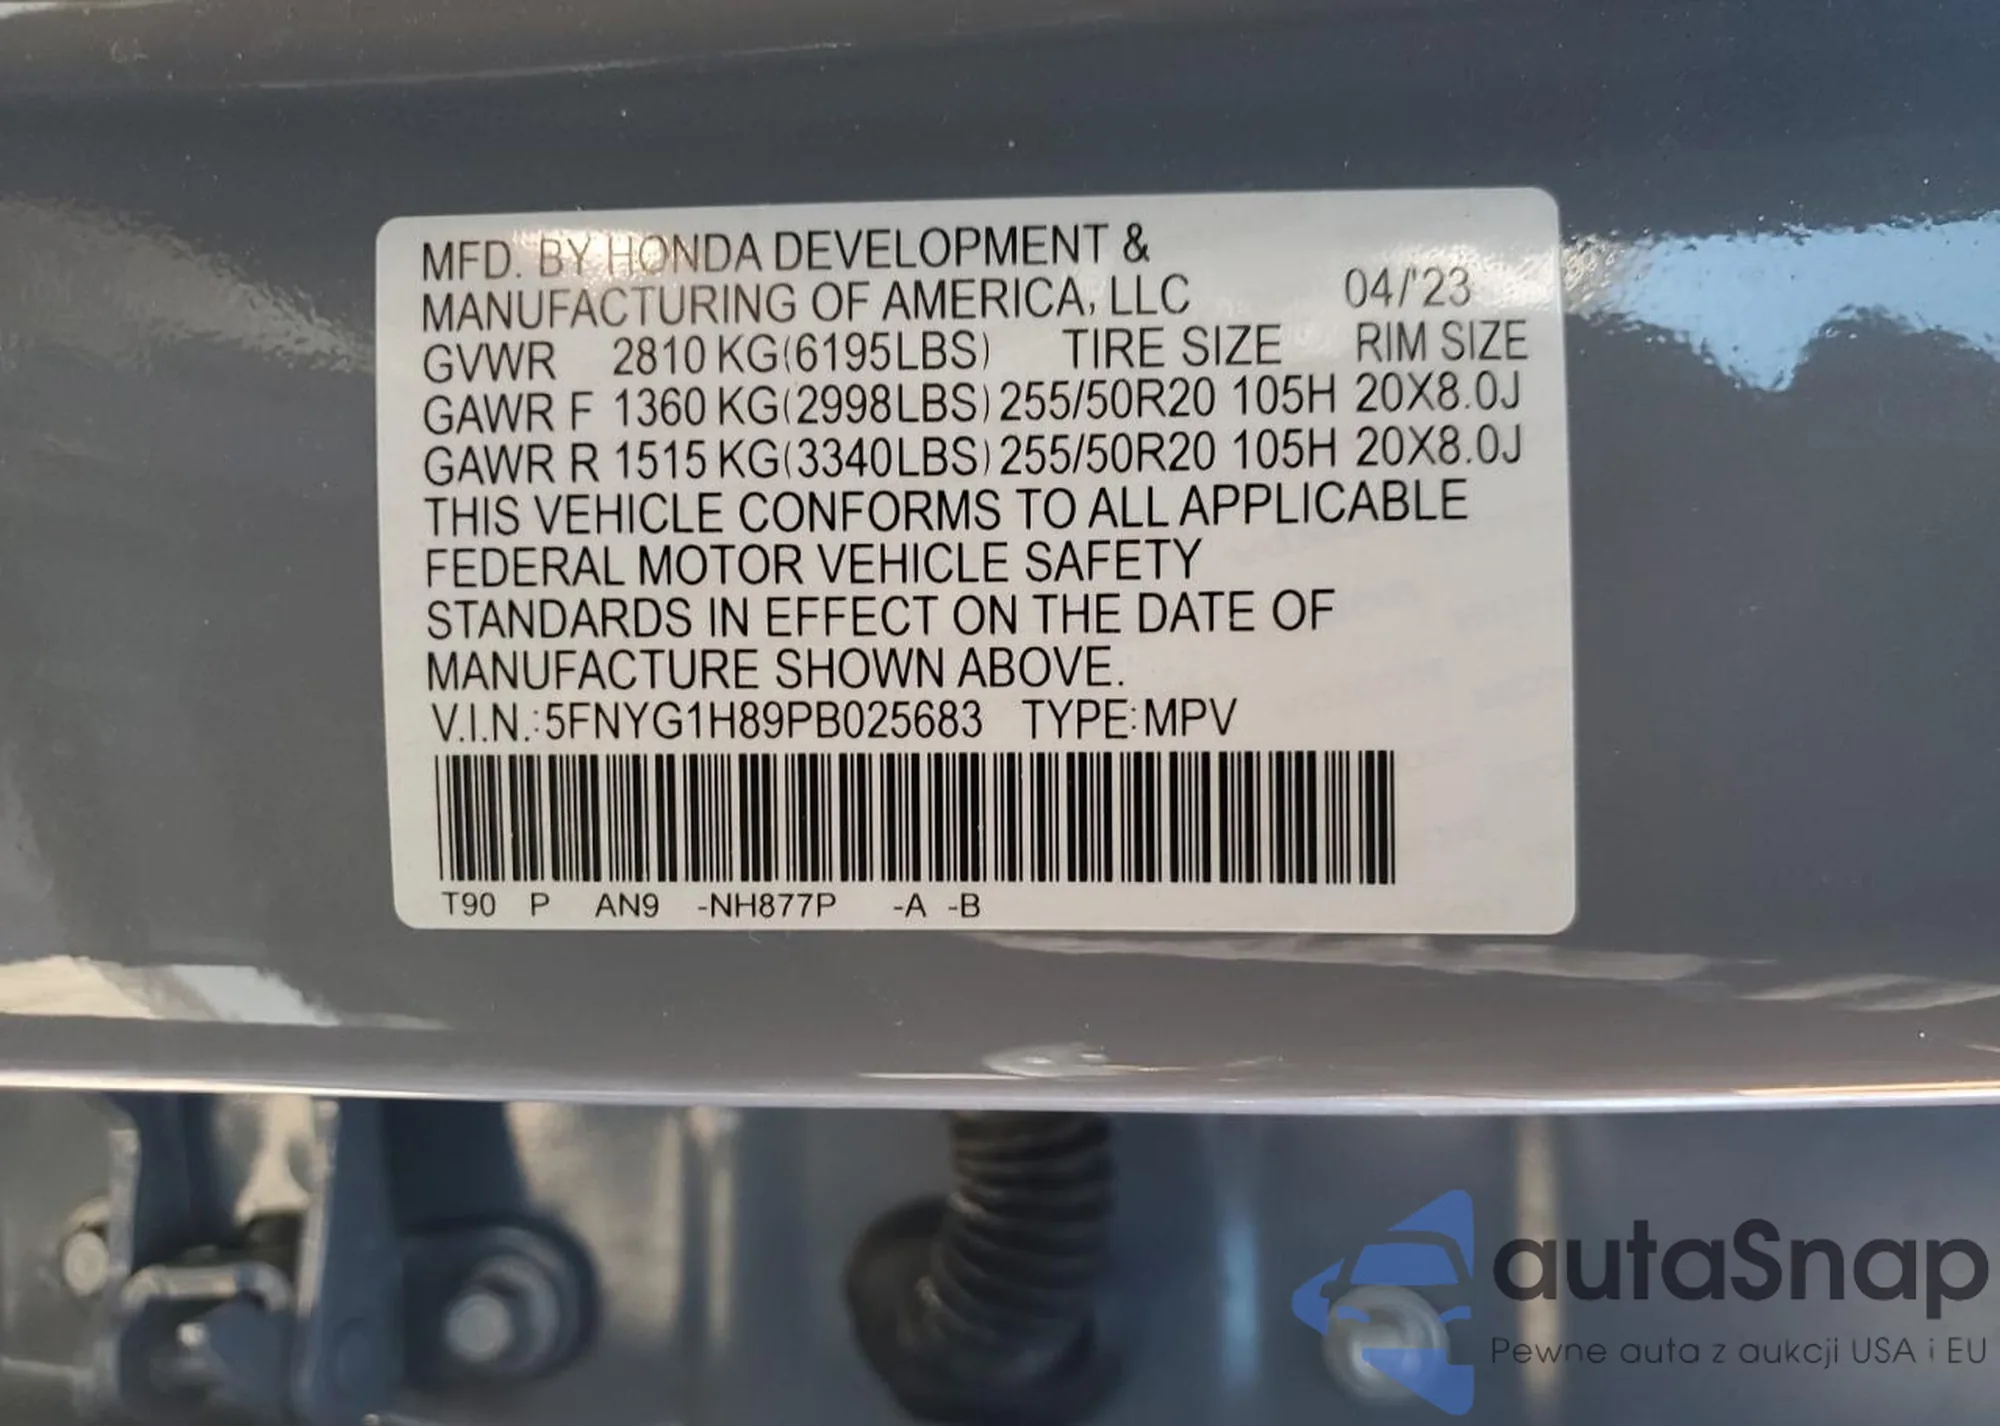 MFD. BY HONDA DEVELOPMENT &
MANUFACTURING OF AMERICA, LLC 04/'23
GVWR 2810 KG(6195LBS) TIRE SIZE RIM SIZE
GAWR F 1360 KG(2998LBS) 255/50R20 105H 20X8.0J
GAWR R 1515 KG(3340LBS) 255/50R20 105H 20X8.0J
THIS VEHICLE CONFORMS TO ALL APPLICABLE
FEDERAL MOTOR VEHICLE SAFETY
STANDARDS IN EFFECT ON THE DATE OF
MANUFACTURE SHOWN ABOVE.
V.I.N.:5FNYG1H89PB025683 TYPE:MPV
T90 P AN9 -NH877P -A -B
autaSnap
Pewne auta z aukcji USA i EU